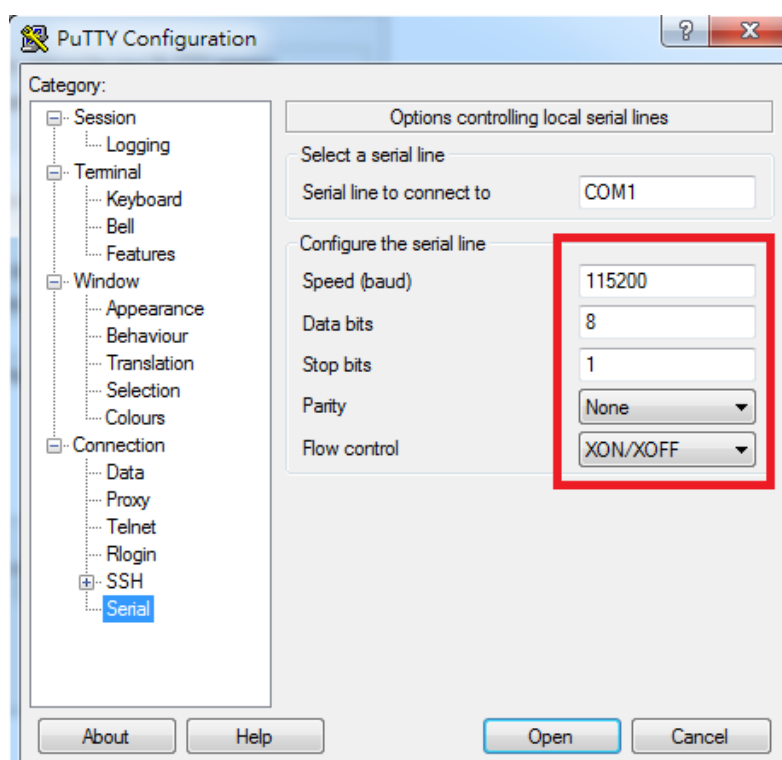 PuTTY Configuration
Category:
Session
Logging
Terminal
Keyboard
Bell
Features
Window
Appearance
Behaviour
Translation
Selection
Colours
Connection
Data
Proxy
Telnet
Rlogin
SSH
Serial
Options controlling local serial lines
Select a serial line
Serial line to connect to COM1
Configure the serial line
Speed (baud) 115200
Data bits 8
Stop bits 1
Parity None
Flow control XON/XOFF
About Help Open Cancel